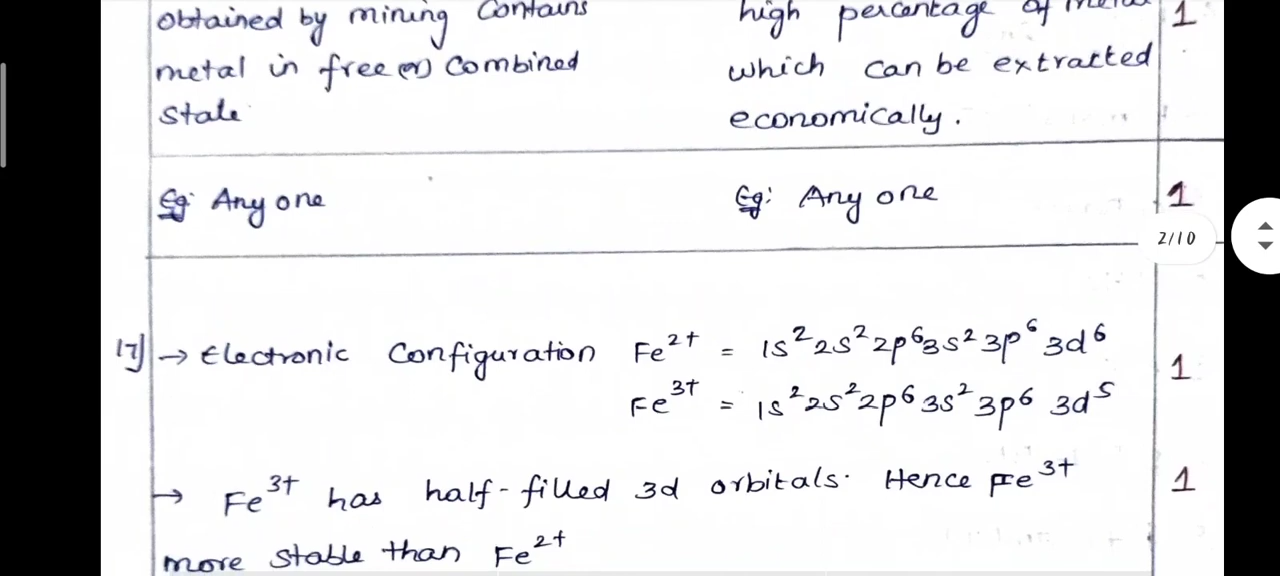 obtained by mining contains
metal in free (or) combined
state
high percentage of metal
which can be extracted
economically.
1
Eg: Any one
Eg: Any one
1
2/10
17) → Electronic Configuration Fe²⁺ = 1s² 2s² 2p⁶ 3s² 3p⁶ 3d⁶
Fe³⁺ = 1s² 2s² 2p⁶ 3s² 3p⁶ 3d⁵
1
→ Fe³⁺ has half-filled 3d orbitals. Hence Fe³⁺
1
more stable than Fe²⁺